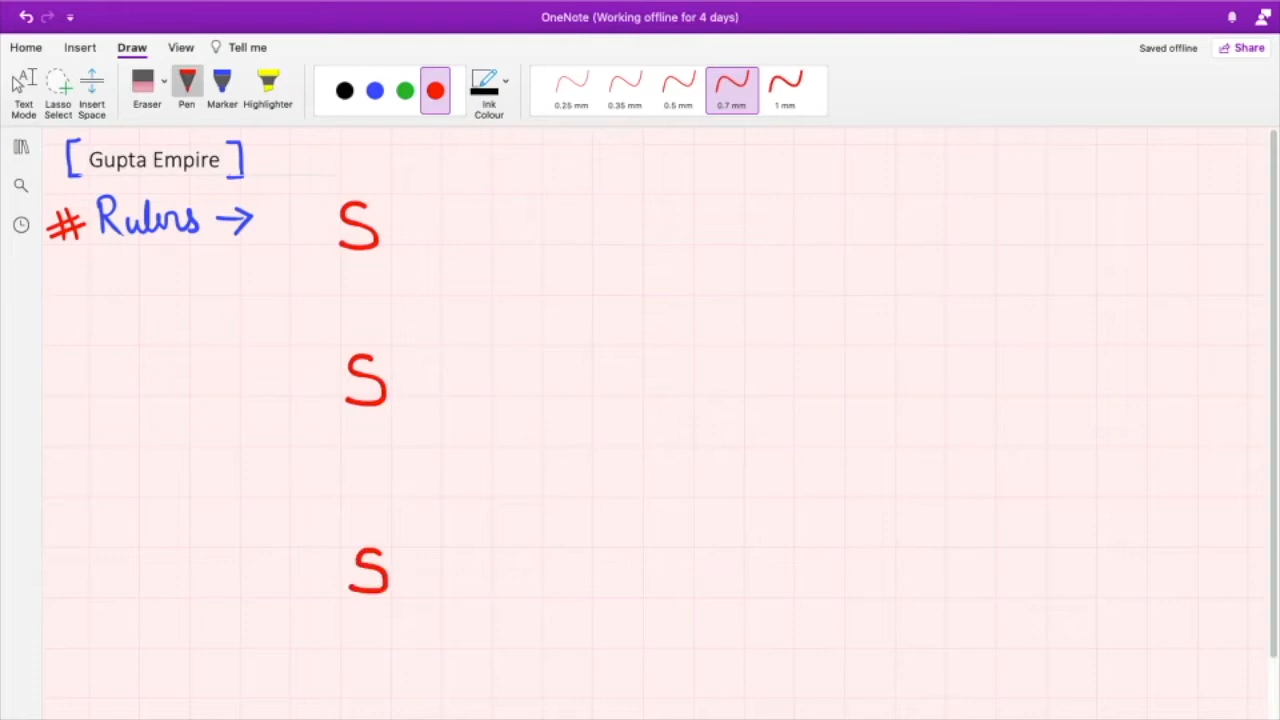 OneNote (Working offline for 4 days)
Home Insert Draw View Tell me
Saved offline Share
Text Mode Lasso Select Insert Space Eraser Pen Marker Highlighter Ink Colour 0.25 mm 0.35 mm 0.5 mm 0.7 mm 1 mm
[ Gupta Empire ]
# Rulers → S
S
S